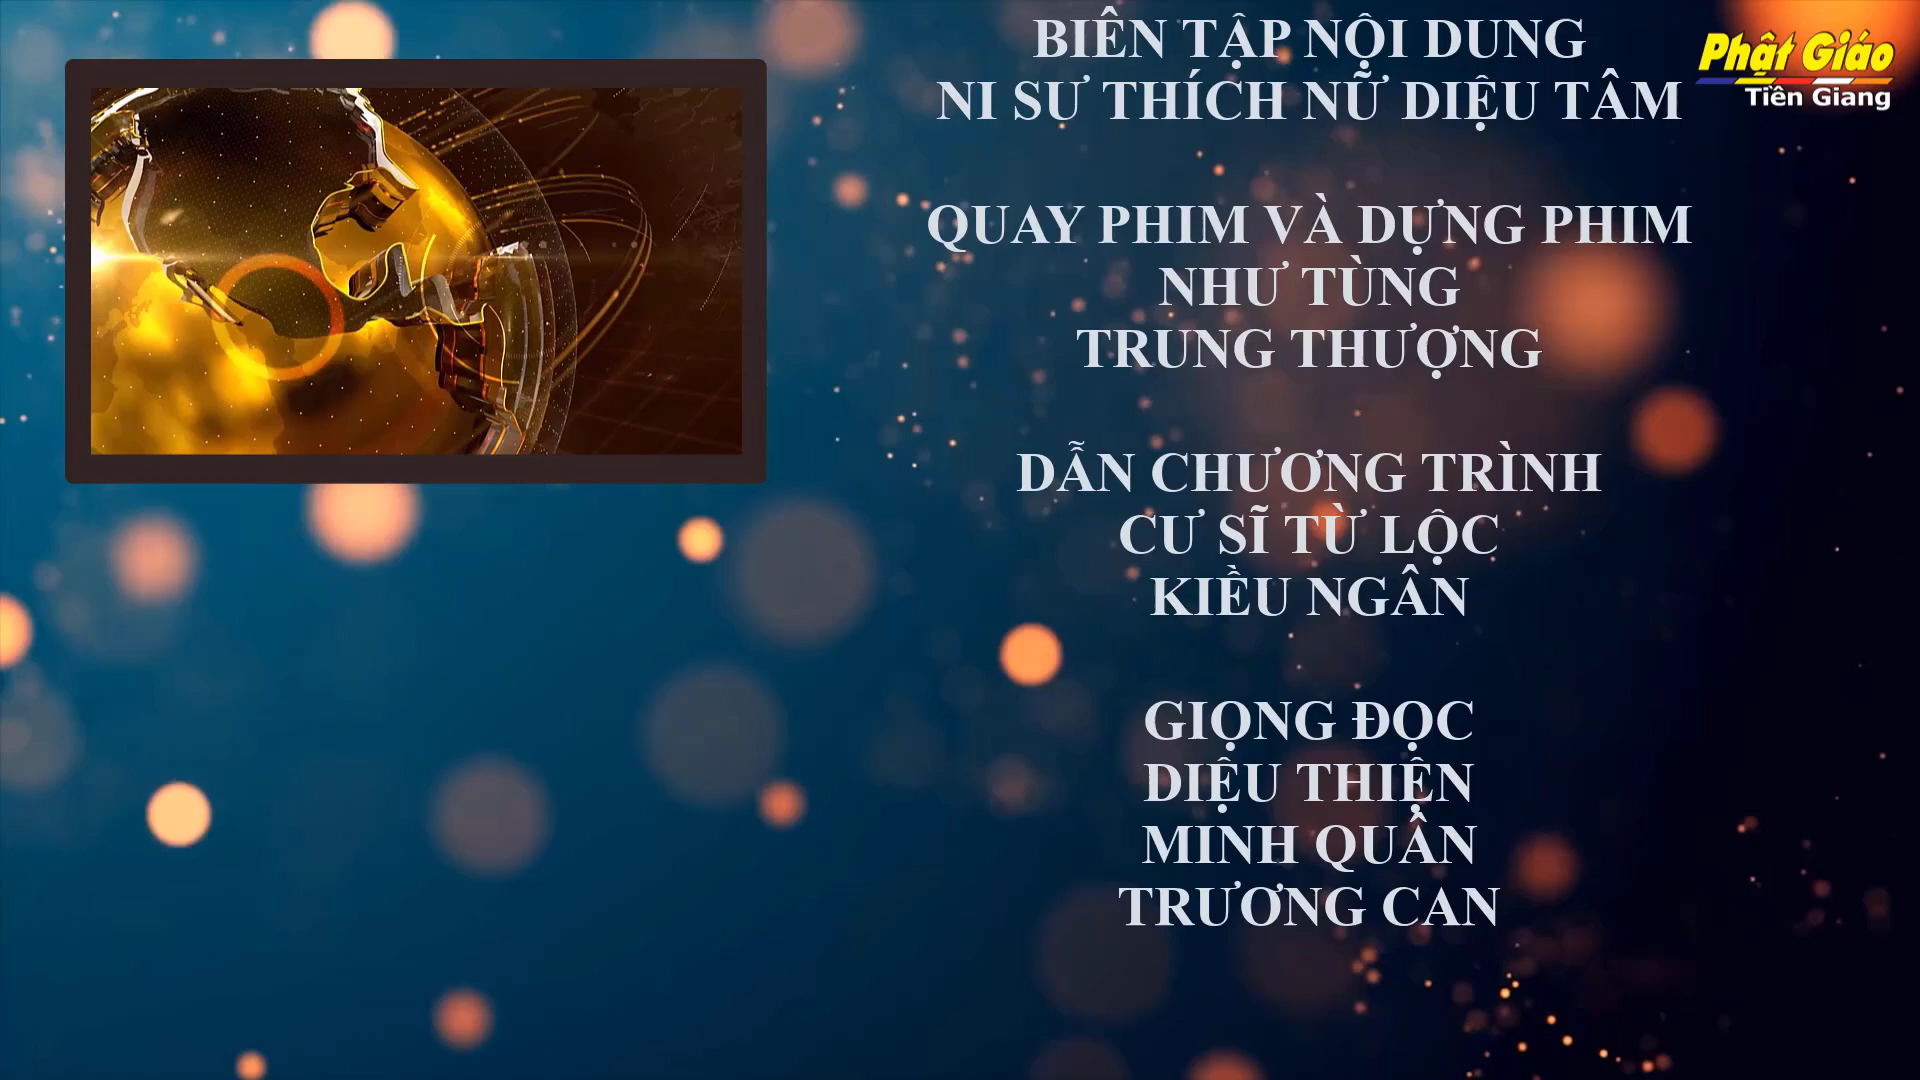 BIÊN TẬP NỘI DUNG
NI SƯ THÍCH NỮ DIỆU TÂM
QUAY PHIM VÀ DỰNG PHIM
NHƯ TÙNG
TRUNG THƯỢNG
DẪN CHƯƠNG TRÌNH
CƯ SĨ TỪ LỘC
KIỀU NGÂN
GIỌNG ĐỌC
DIỆU THIỆN
MINH QUÂN
TRƯƠNG CAN
Phật Giáo
Tiền Giang